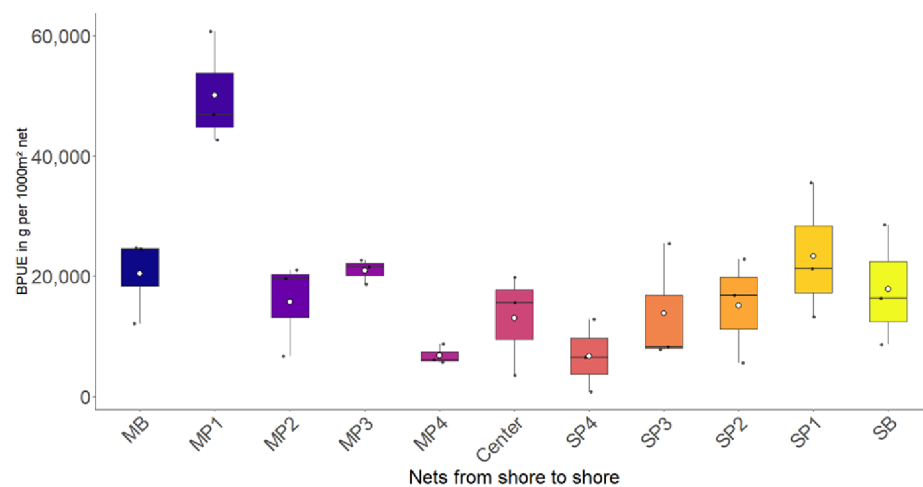 BPUE in g per 1000m² net
60,000
40,000
20,000
0
MB
MP1
MP2
MP3
MP4
Center
SP4
SP3
SP2
SP1
SB
Nets from shore to shore